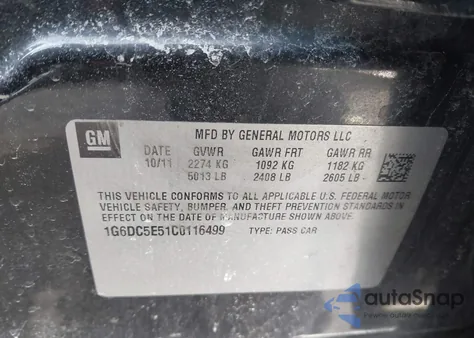 GM
MFD BY GENERAL MOTORS LLC
DATE GVWR GAWR FRT GAWR RR
10/11 2274 KG 1092 KG 1182 KG
5013 LB 2408 LB 2605 LB
THIS VEHICLE CONFORMS TO ALL APPLICABLE U.S. FEDERAL MOTOR
VEHICLE SAFETY, BUMPER, AND THEFT PREVENTION STANDARDS IN
EFFECT ON THE DATE OF MANUFACTURE SHOWN ABOVE.
1G6DC5E51C0116499 TYPE: PASS CAR
autoSnap